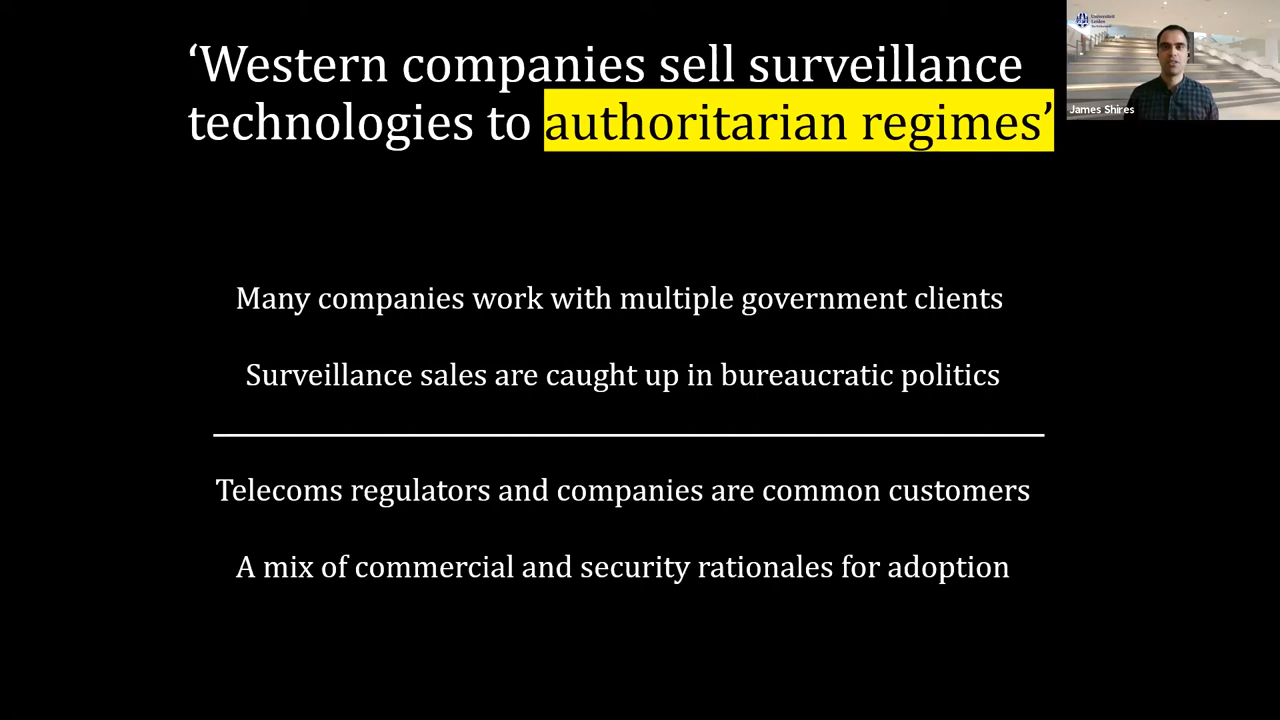 ‘Western companies sell surveillance
technologies to authoritarian regimes’
Universiteit
Leiden
James Shires
Many companies work with multiple government clients
Surveillance sales are caught up in bureaucratic politics
Telecoms regulators and companies are common customers
A mix of commercial and security rationales for adoption